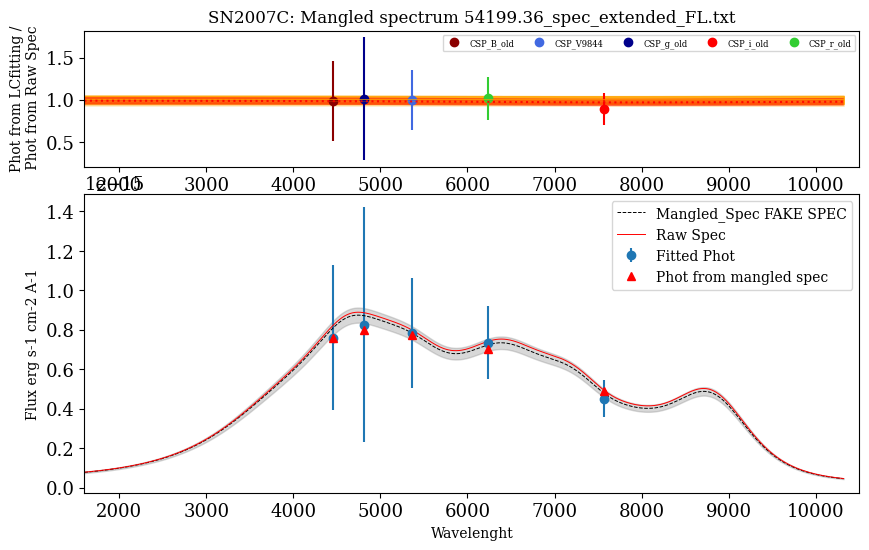 SN2007C: Mangled spectrum 54199.36_spec_extended_FL.txt
Phot from LCfitting /
Phot from Raw Spec
1.5
1.0
0.5
CSP_B_old
CSP_V9844
CSP_g_old
CSP_i_old
CSP_r_old
2000 3000 4000 5000 6000 7000 8000 9000 10000
1e−15
Flux erg s-1 cm-2 A-1
1.4
1.2
1.0
0.8
0.6
0.4
0.2
0.0
Mangled_Spec FAKE SPEC
Raw Spec
Fitted Phot
Phot from mangled spec
2000 3000 4000 5000 6000 7000 8000 9000 10000
Wavelenght